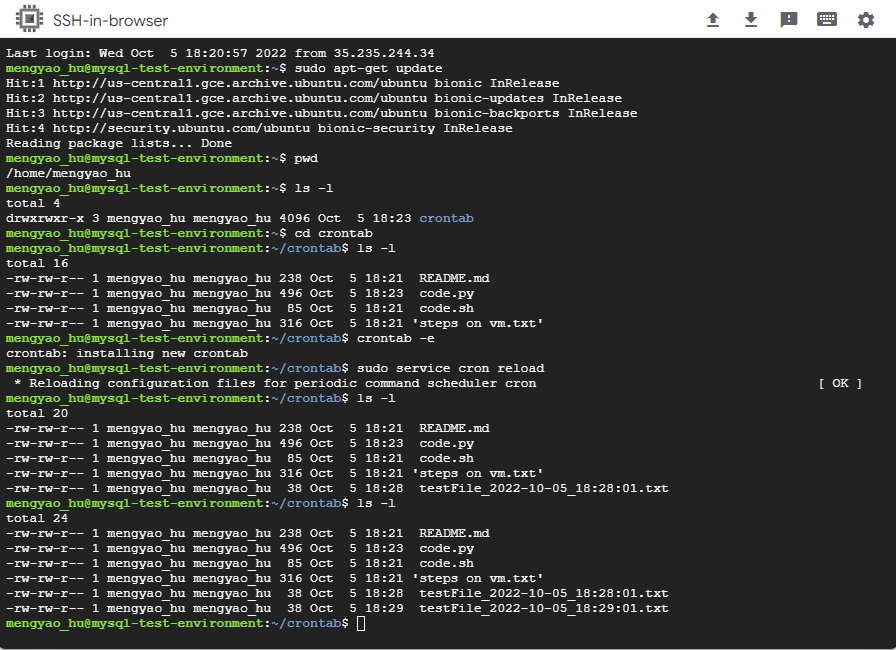 SSH-in-browser
Last login: Wed Oct  5 18:20:57 2022 from 35.235.244.34
mengyao_hu@mysql-test-environment:~$ sudo apt-get update
Hit:1 http://us-central1.gce.archive.ubuntu.com/ubuntu bionic InRelease
Hit:2 http://us-central1.gce.archive.ubuntu.com/ubuntu bionic-updates InRelease
Hit:3 http://us-central1.gce.archive.ubuntu.com/ubuntu bionic-backports InRelease
Hit:4 http://security.ubuntu.com/ubuntu bionic-security InRelease
Reading package lists... Done
mengyao_hu@mysql-test-environment:~$ pwd
/home/mengyao_hu
mengyao_hu@mysql-test-environment:~$ ls -l
total 4
drwxrwxr-x 3 mengyao_hu mengyao_hu 4096 Oct  5 18:23 crontab
mengyao_hu@mysql-test-environment:~$ cd crontab
mengyao_hu@mysql-test-environment:~/crontab$ ls -l
total 16
-rw-rw-r-- 1 mengyao_hu mengyao_hu 238 Oct  5 18:21  README.md
-rw-rw-r-- 1 mengyao_hu mengyao_hu 496 Oct  5 18:23  code.py
-rw-rw-r-- 1 mengyao_hu mengyao_hu  85 Oct  5 18:21  code.sh
-rw-rw-r-- 1 mengyao_hu mengyao_hu 316 Oct  5 18:21 'steps on vm.txt'
mengyao_hu@mysql-test-environment:~/crontab$ crontab -e
crontab: installing new crontab
mengyao_hu@mysql-test-environment:~/crontab$ sudo service cron reload
 * Reloading configuration files for periodic command scheduler cron                                    [ OK ]
mengyao_hu@mysql-test-environment:~/crontab$ ls -l
total 20
-rw-rw-r-- 1 mengyao_hu mengyao_hu 238 Oct  5 18:21  README.md
-rw-rw-r-- 1 mengyao_hu mengyao_hu 496 Oct  5 18:23  code.py
-rw-rw-r-- 1 mengyao_hu mengyao_hu  85 Oct  5 18:21  code.sh
-rw-rw-r-- 1 mengyao_hu mengyao_hu 316 Oct  5 18:21 'steps on vm.txt'
-rw-rw-r-- 1 mengyao_hu mengyao_hu  38 Oct  5 18:28  testFile_2022-10-05_18:28:01.txt
mengyao_hu@mysql-test-environment:~/crontab$ ls -l
total 24
-rw-rw-r-- 1 mengyao_hu mengyao_hu 238 Oct  5 18:21  README.md
-rw-rw-r-- 1 mengyao_hu mengyao_hu 496 Oct  5 18:23  code.py
-rw-rw-r-- 1 mengyao_hu mengyao_hu  85 Oct  5 18:21  code.sh
-rw-rw-r-- 1 mengyao_hu mengyao_hu 316 Oct  5 18:21 'steps on vm.txt'
-rw-rw-r-- 1 mengyao_hu mengyao_hu  38 Oct  5 18:28  testFile_2022-10-05_18:28:01.txt
-rw-rw-r-- 1 mengyao_hu mengyao_hu  38 Oct  5 18:29  testFile_2022-10-05_18:29:01.txt
mengyao_hu@mysql-test-environment:~/crontab$